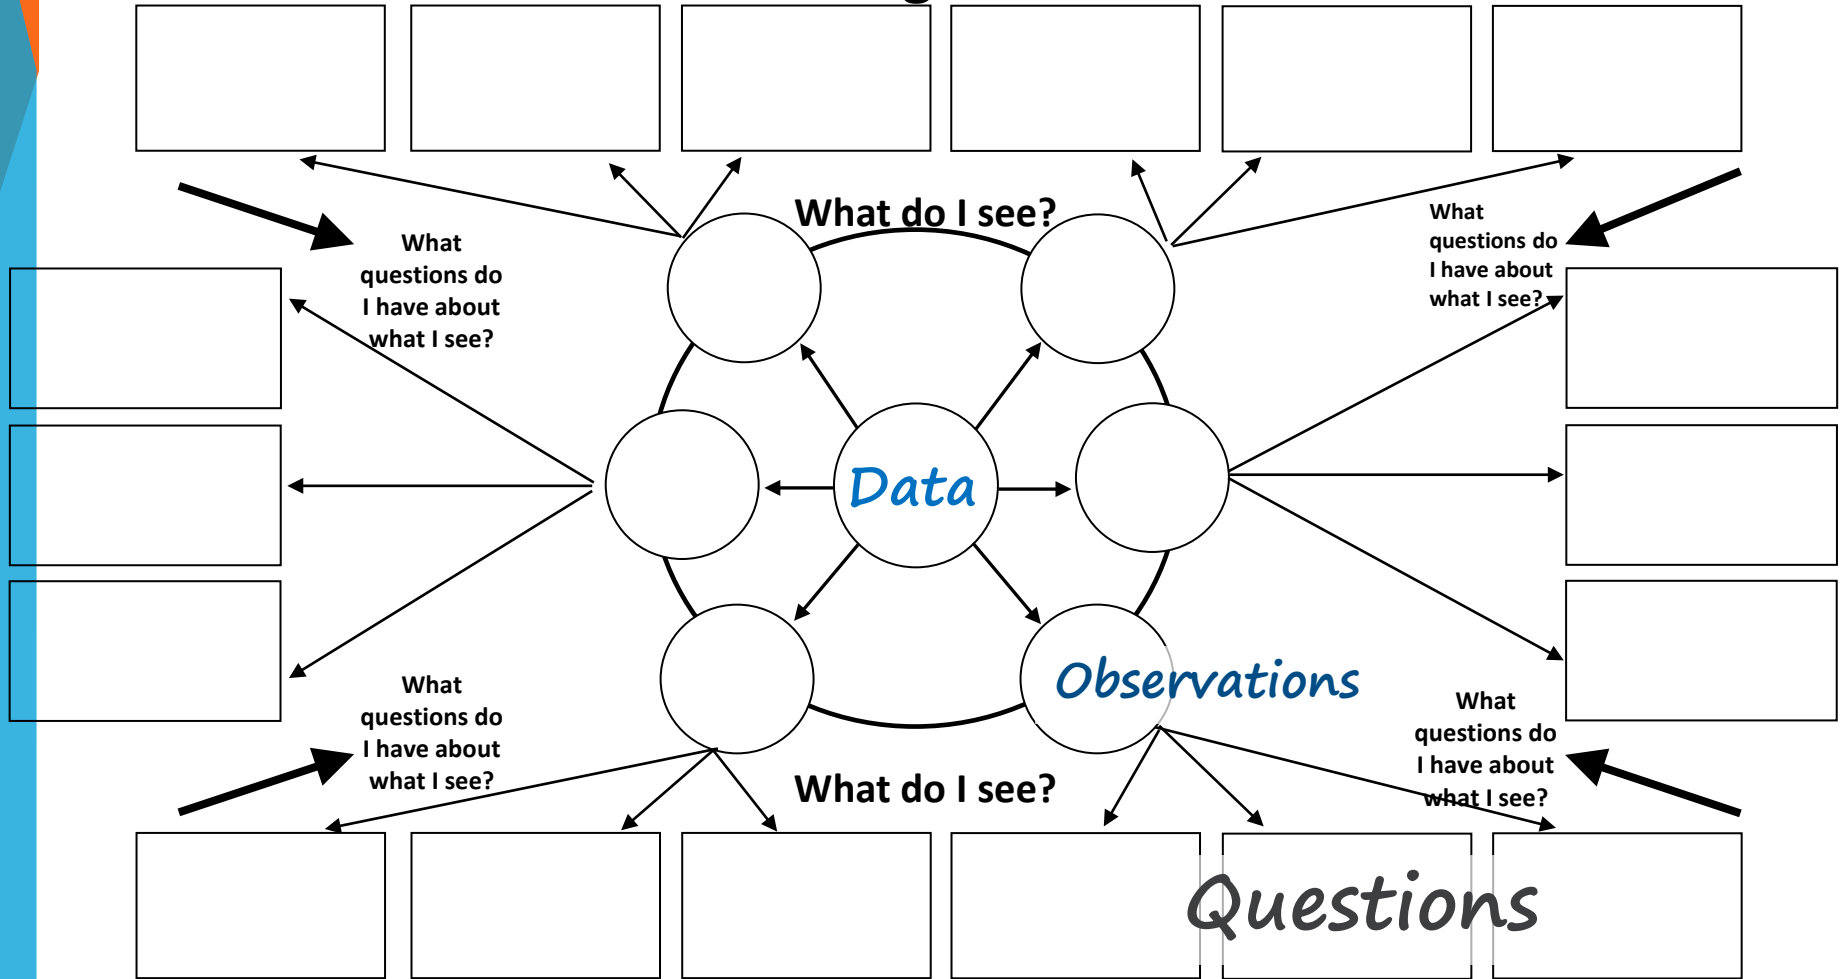 What do I see?
What
questions do
I have about
what I see?
What
questions do
I have about
what I see?
Data
Observations
What
questions do
I have about
what I see?
What
questions do
I have about
what I see?
What do I see?
Questions